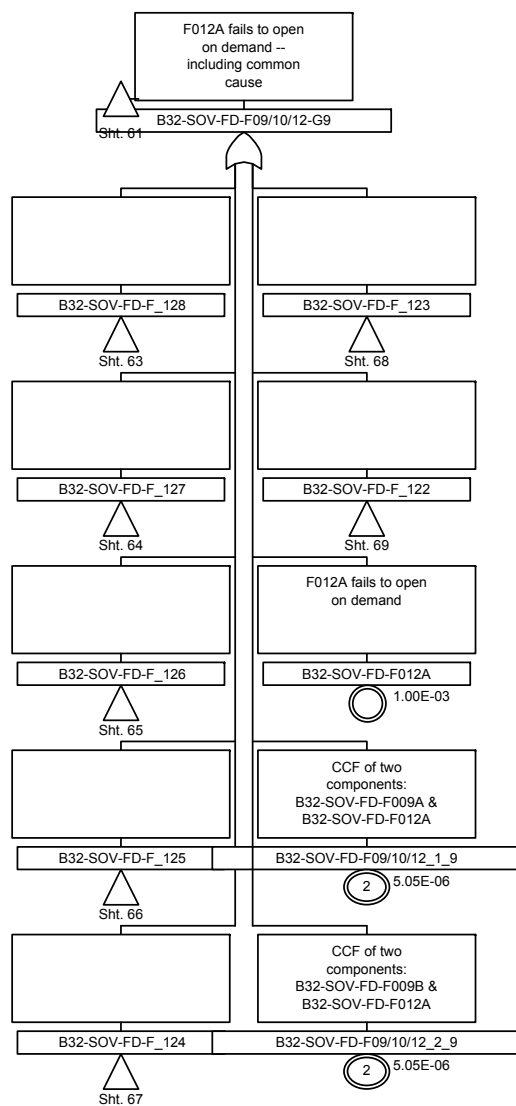 F012A fails to open
on demand --
including common
cause
Sht. 61
B32-SOV-FD-F09/10/12-G9
B32-SOV-FD-F_128
Sht. 63
B32-SOV-FD-F_123
Sht. 68
B32-SOV-FD-F_127
Sht. 64
B32-SOV-FD-F_122
Sht. 69
B32-SOV-FD-F_126
Sht. 65
F012A fails to open
on demand
B32-SOV-FD-F012A
1.00E-03
B32-SOV-FD-F_125
Sht. 66
CCF of two
components:
B32-SOV-FD-F009A &
B32-SOV-FD-F012A
B32-SOV-FD-F09/10/12_1_9
2
5.05E-06
B32-SOV-FD-F_124
Sht. 67
CCF of two
components:
B32-SOV-FD-F009B &
B32-SOV-FD-F012A
B32-SOV-FD-F09/10/12_2_9
2
5.05E-06